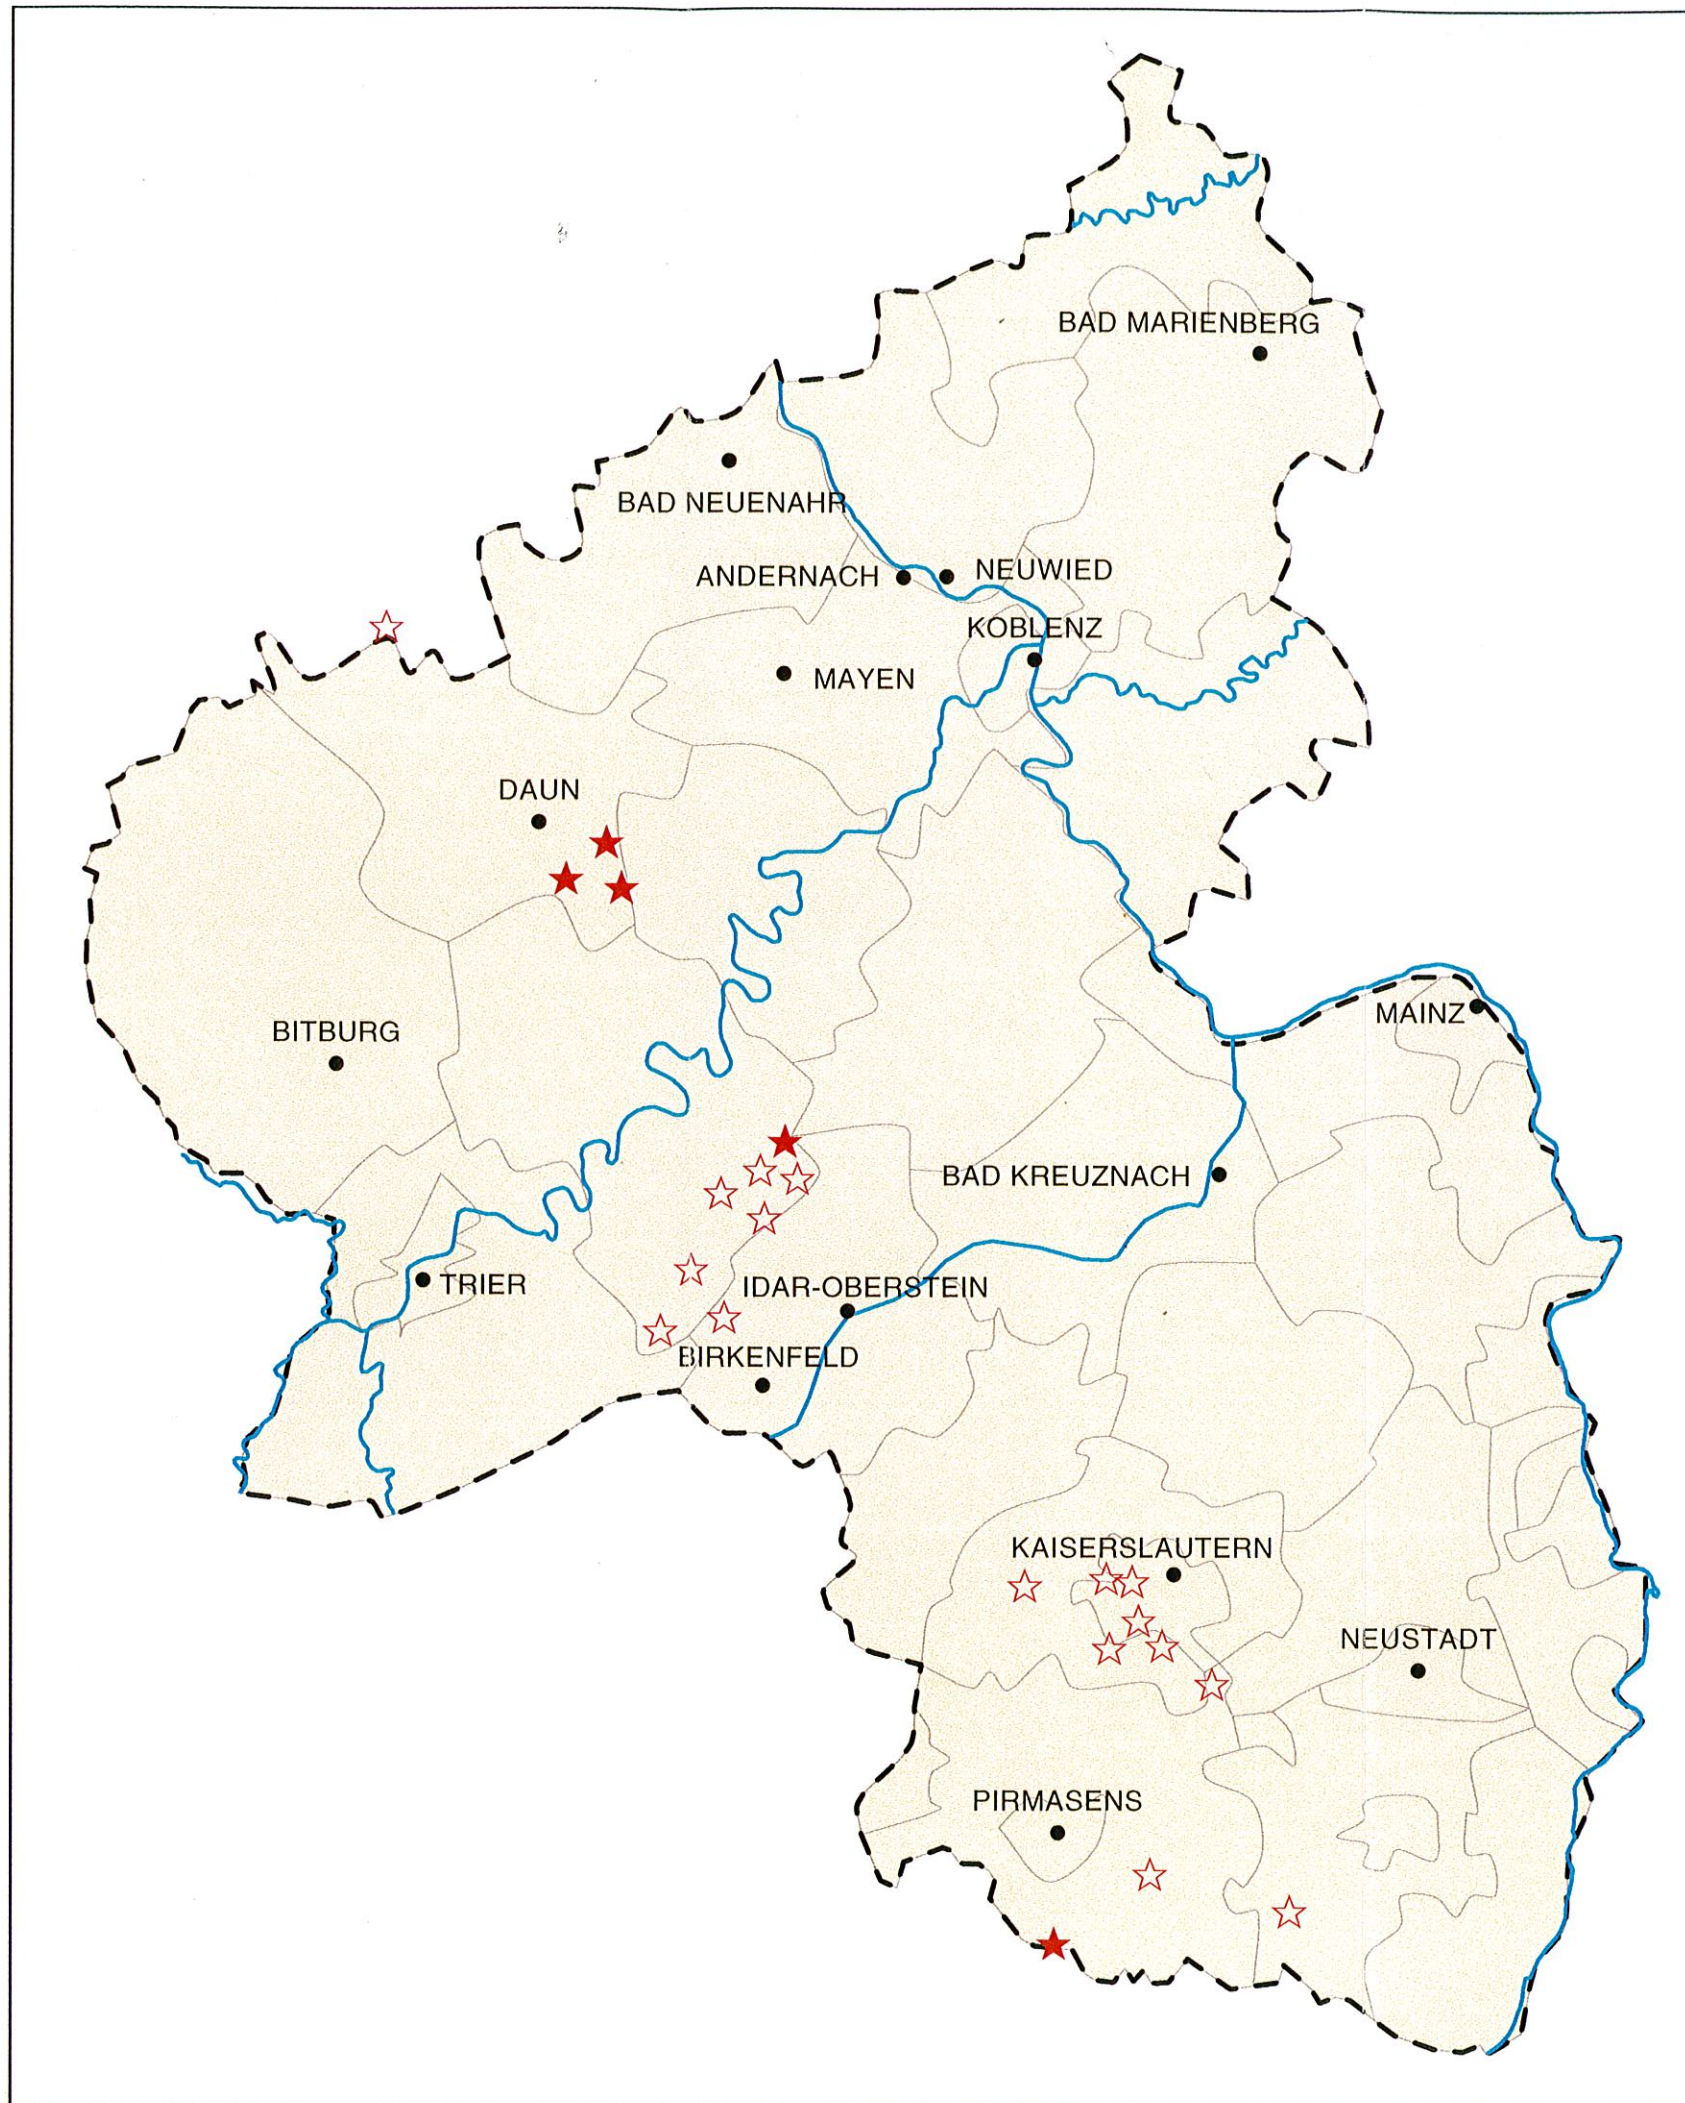 BAD MARIENBERG
BAD NEUENAHR
ANDERNACH
NEUWIED
KOBLENZ
MAYEN
DAUN
MAINZ
BITBURG
BAD KREUZNACH
TRIER
IDAR-OBERSTEIN
BIRKENFELD
KAISERSLAUTERN
NEUSTADT
PIRMASENS